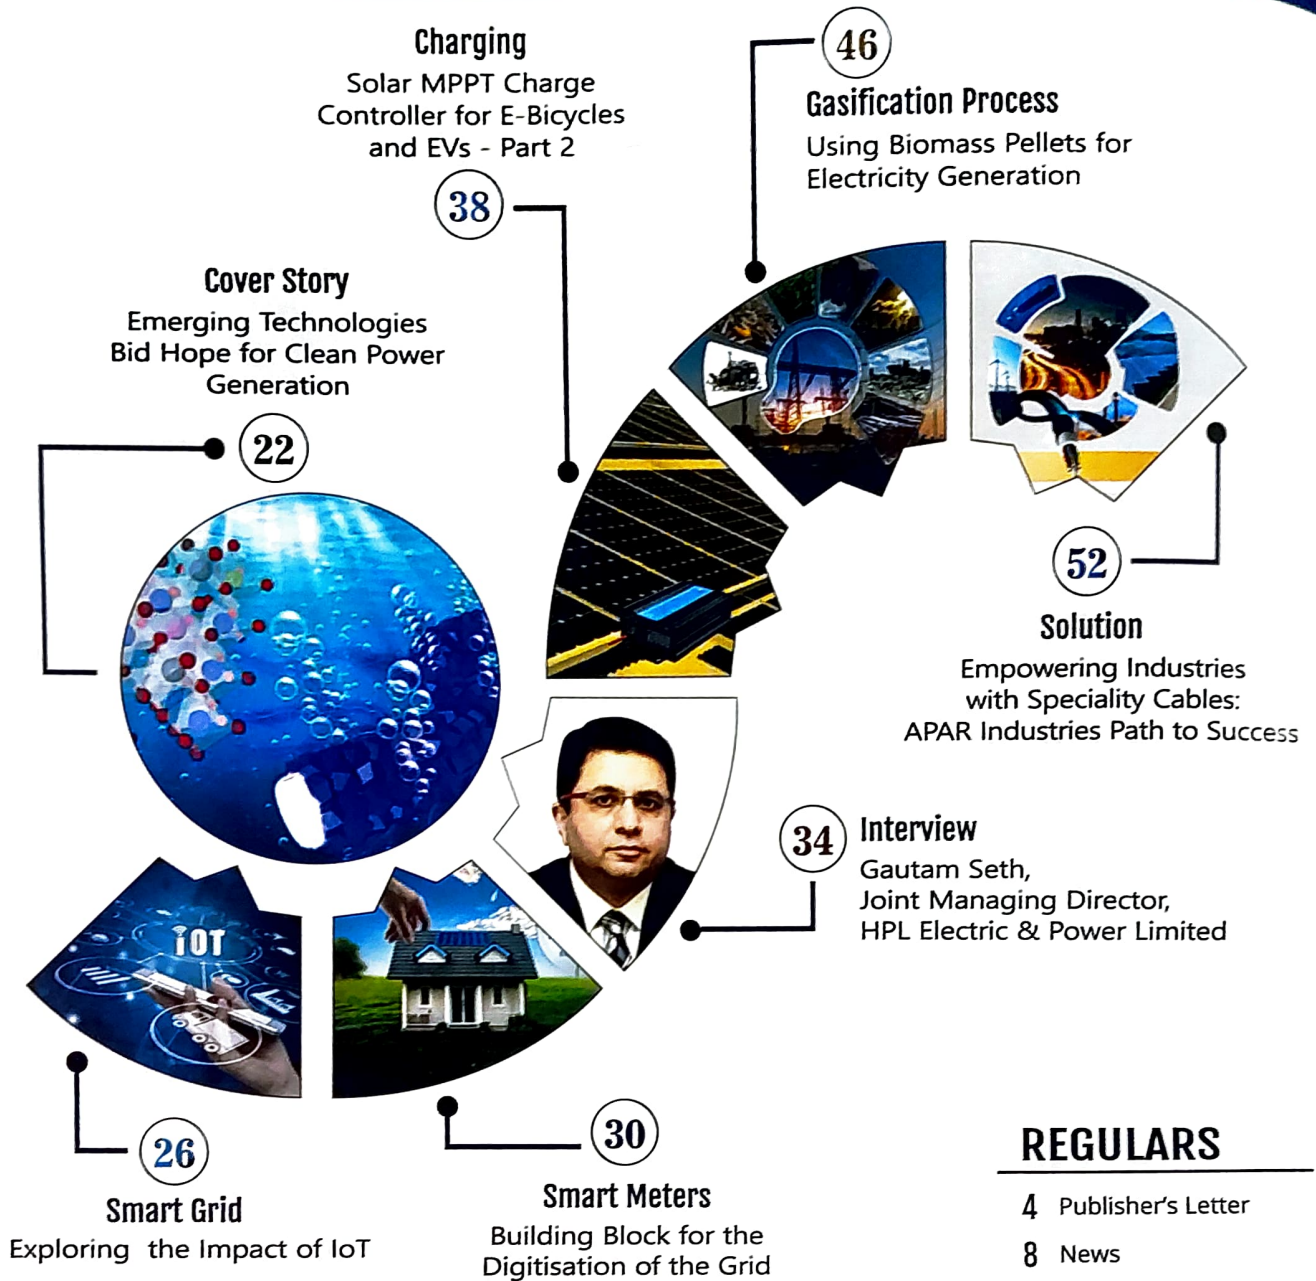 Charging
Solar MPPT Charge
Controller for E-Bicycles
and EVs - Part 2
38
46
Gasification Process
Using Biomass Pellets for
Electricity Generation
Cover Story
Emerging Technologies
Bid Hope for Clean Power
Generation
22
52
Solution
Empowering Industries
with Speciality Cables:
APAR Industries Path to Success
34
Interview
Gautam Seth,
Joint Managing Director,
HPL Electric & Power Limited
iOT
26
Smart Grid
Exploring the Impact of IoT
30
Smart Meters
Building Block for the
Digitisation of the Grid
REGULARS
4 Publisher's Letter
8 News